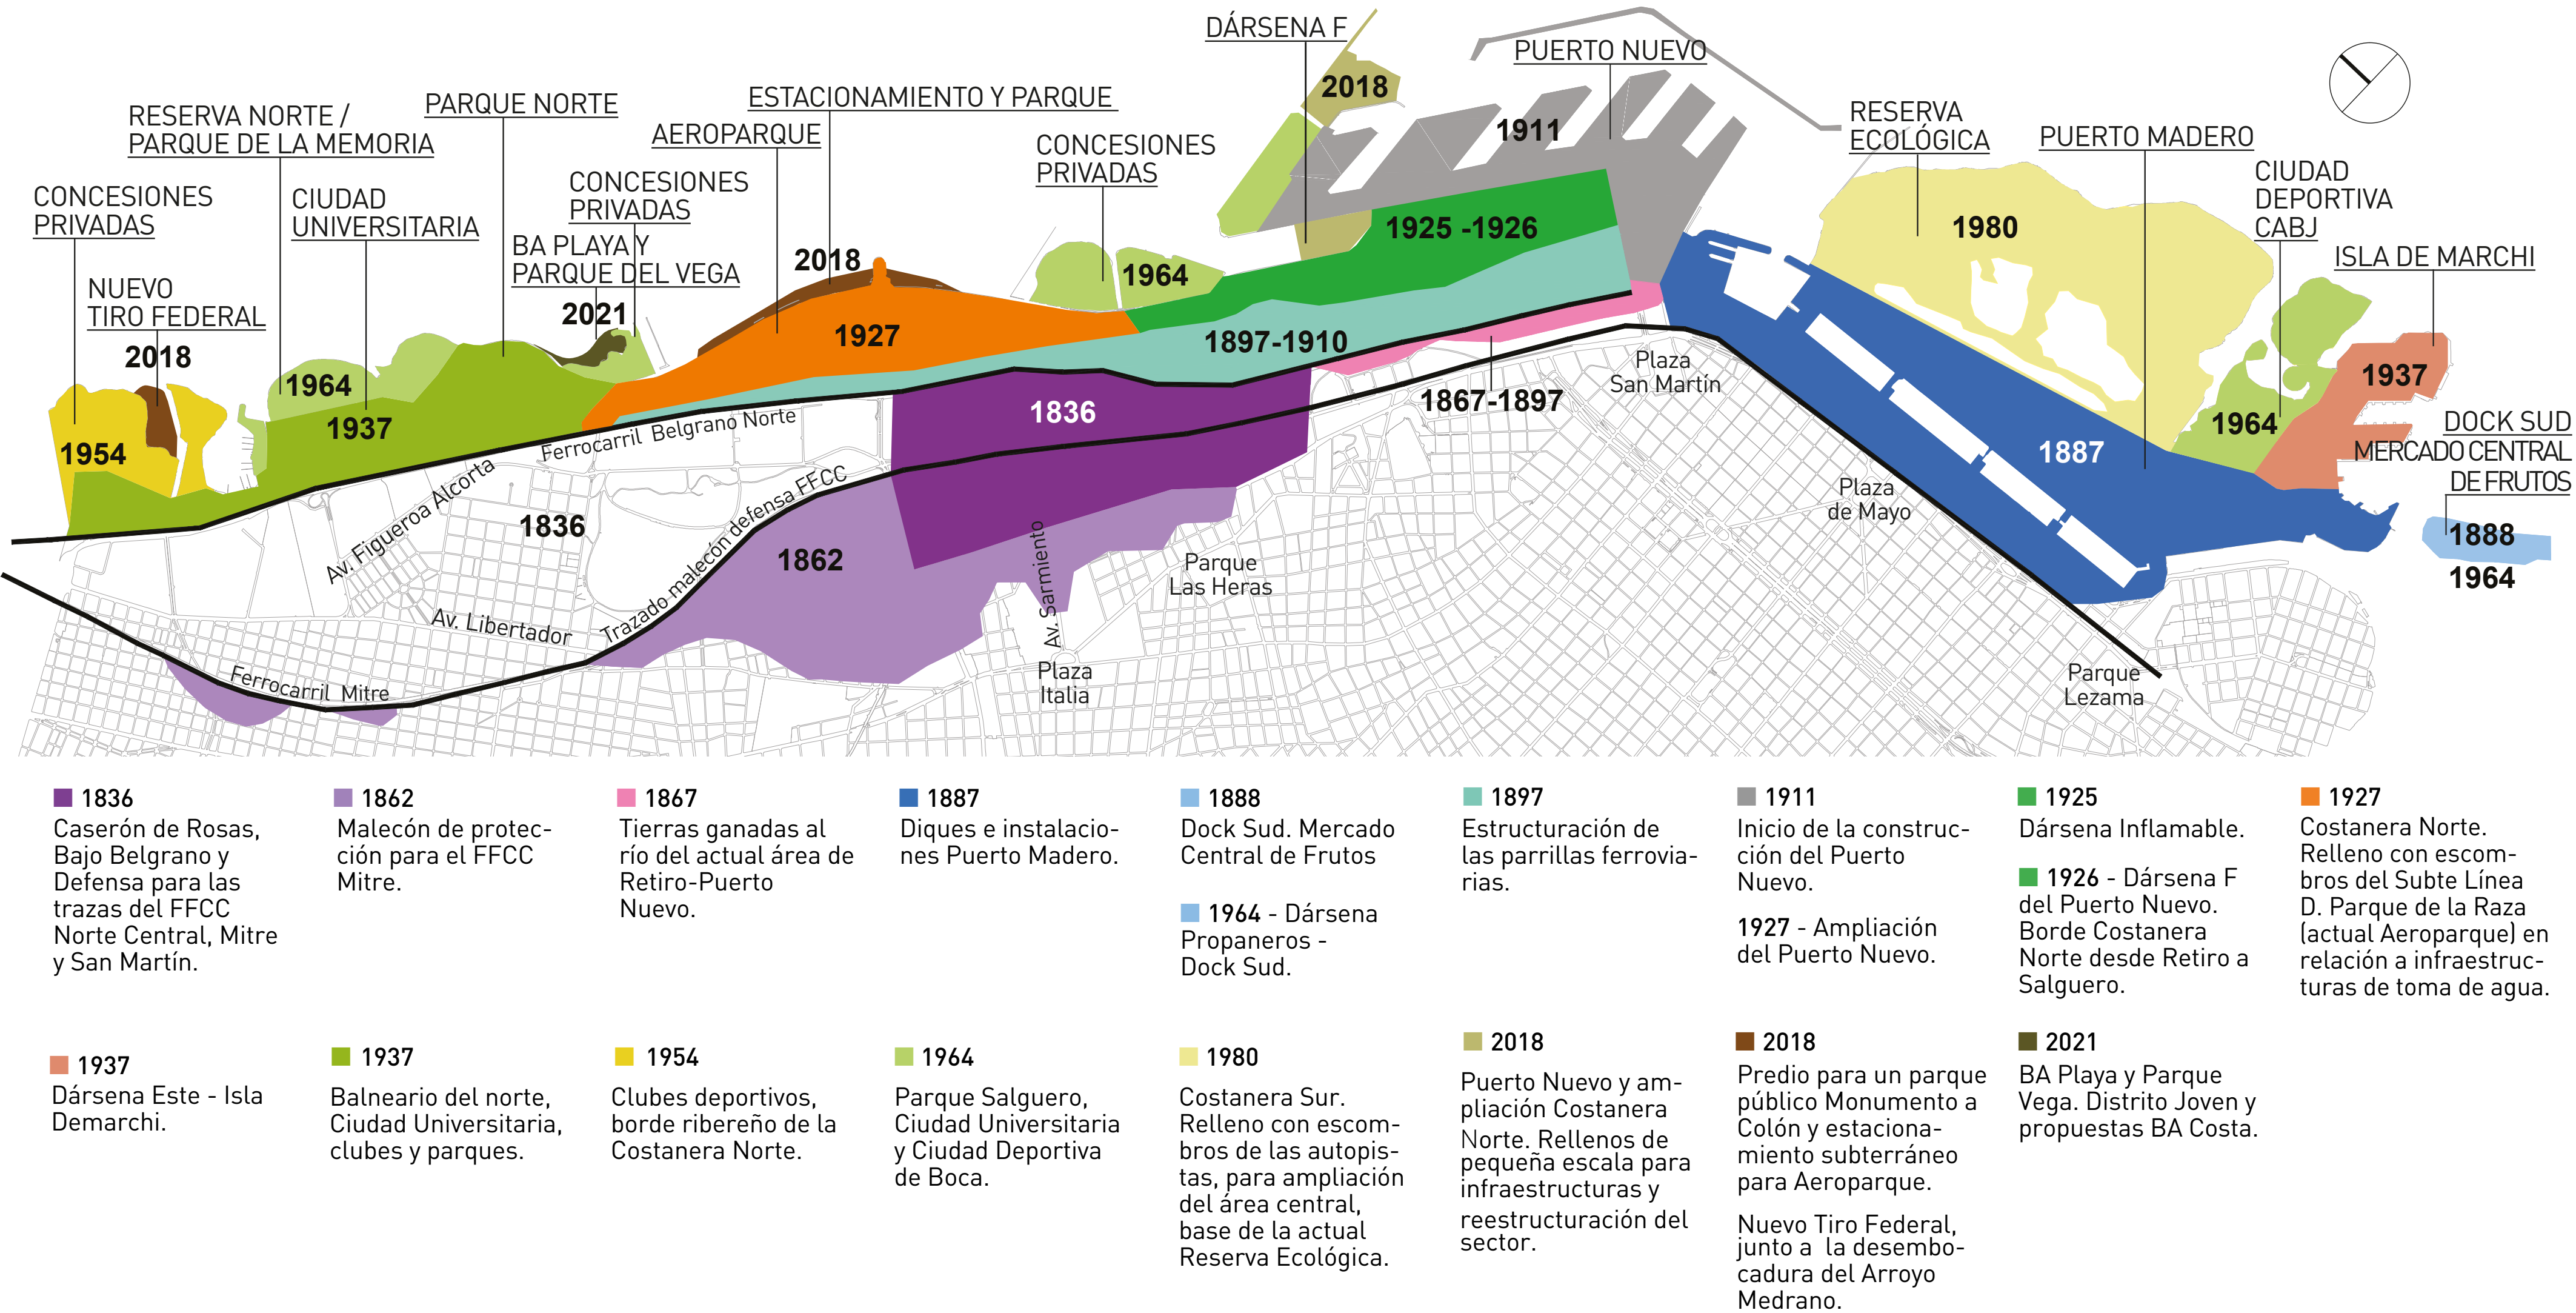 DÁRSENA F
PUERTO NUEVO
2018
ESTACIONAMIENTO Y PARQUE
PARQUE NORTE
RESERVA NORTE /
PARQUE DE LA MEMORIA
AEROPARQUE
CONCESIONES
PRIVADAS
1911
RESERVA
ECOLÓGICA
PUERTO MADERO
CIUDAD
DEPORTIVA
CABJ
CONCESIONES
PRIVADAS
CIUDAD
UNIVERSITARIA
CONCESIONES
PRIVADAS
BA PLAYA Y
PARQUE DEL VEGA
2018
1964
1925 -1926
1980
ISLA DE MARCHI
NUEVO
TIRO FEDERAL
2018
2021
1927
1897-1910
1964
1937
1954
1836
1867-1897
Plaza
San Martín
1937
1964
1887
DOCK SUD
MERCADO CENTRAL
DE FRUTOS
1888
1964
Ferrocarril Belgrano Norte
Av. Figueroa Alcorta
1836
Trazado malecón defensa FFCC
1862
Av. Sarmiento
Parque
Las Heras
Plaza
de Mayo
Av. Libertador
Ferrocarril Mitre
Plaza
Italia
Parque
Lezama
1836
Caserón de Rosas,
Bajo Belgrano y
Defensa para las
trazas del FFCC
Norte Central, Mitre
y San Martín.
1862
Malecón de protec-
ción para el FFCC
Mitre.
1867
Tierras ganadas al
río del actual área de
Retiro-Puerto
Nuevo.
1887
Diques e instalacio-
nes Puerto Madero.
1888
Dock Sud. Mercado
Central de Frutos
1964 - Dársena
Propaneros -
Dock Sud.
1897
Estructuración de
las parrillas ferrovia-
rias.
1911
Inicio de la construc-
ción del Puerto
Nuevo.
1927 - Ampliación
del Puerto Nuevo.
1925
Dársena Inflamable.
1926 - Dársena F
del Puerto Nuevo.
Borde Costanera
Norte desde Retiro a
Salguero.
1927
Costanera Norte.
Relleno con escom-
bros del Subte Línea
D. Parque de la Raza
(actual Aeroparque) en
relación a infraestruc-
turas de toma de agua.
1937
Dársena Este - Isla
Demarchi.
1937
Balneario del norte,
Ciudad Universitaria,
clubes y parques.
1954
Clubes deportivos,
borde ribereño de la
Costanera Norte.
1964
Parque Salguero,
Ciudad Universitaria
y Ciudad Deportiva
de Boca.
1980
Costanera Sur.
Relleno con escom-
bros de las autopis-
tas, para ampliación
del área central,
base de la actual
Reserva Ecológica.
2018
Puerto Nuevo y am-
pliación Costanera
Norte. Rellenos de
pequeña escala para
infraestructuras y
reestructuración del
sector.
2018
Predio para un parque
público Monumento a
Colón y estaciona-
miento subterráneo
para Aeroparque.
Nuevo Tiro Federal,
junto a la desembo-
cadura del Arroyo
Medrano.
2021
BA Playa y Parque
Vega. Distrito Joven y
propuestas BA Costa.